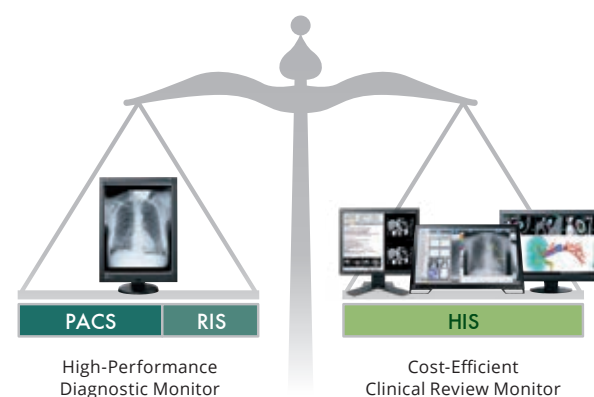 PACS
RIS
HIS
High-Performance
Diagnostic Monitor
Cost-Efficient
Clinical Review Monitor